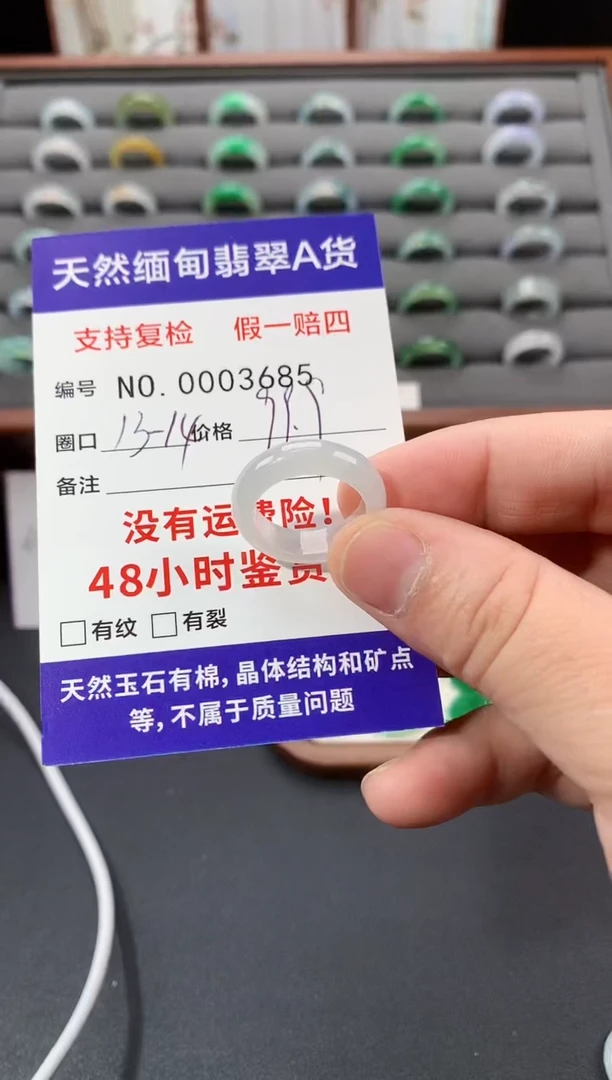 天然缅甸翡翠A货
支持复检 假一赔四
编号 NO.0003685
圈口 13-14 价格 99.9
备注
没有运费险!
48小时鉴赏
有纹 有裂
天然玉石有棉,晶体结构和矿点
等,不属于质量问题